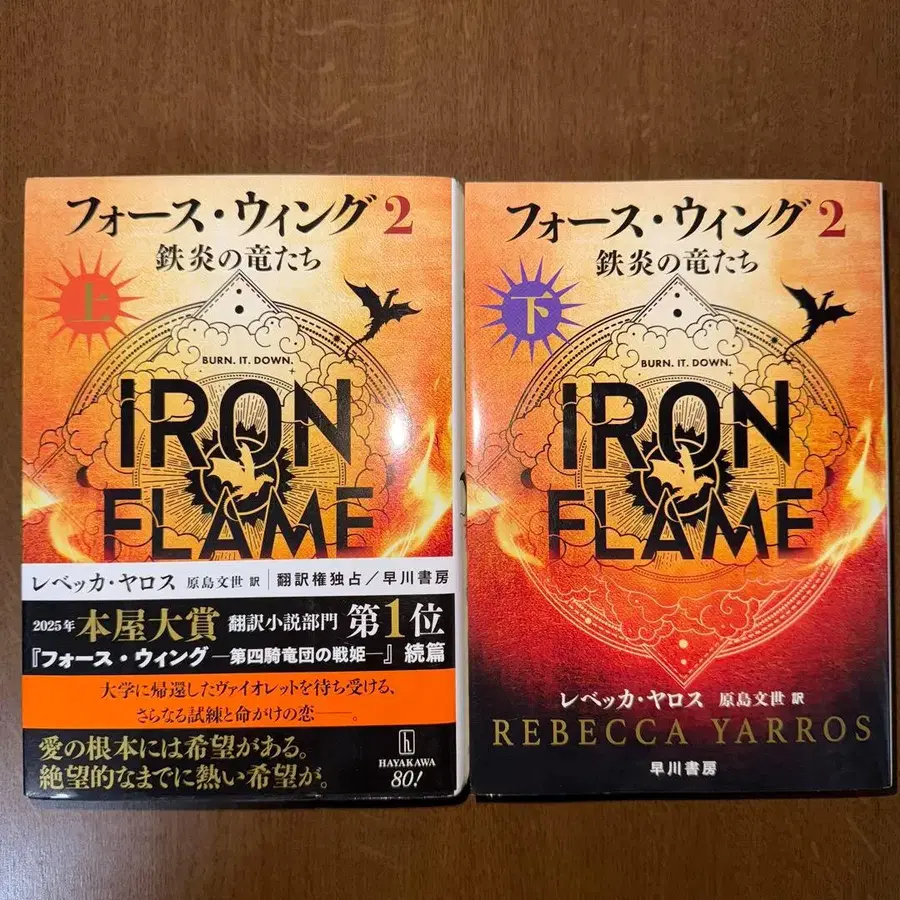 フォース・ウィング2
鉄炎の竜たち
上
BURN. IT. DOWN.
IRON
FLAME
レベッカ・ヤロス 原島文世 訳 翻訳権独占/早川書房
2025年 本屋大賞 翻訳小説部門 第1位
『フォース・ウィング―第四騎竜団の戦姫―』続篇
大学に帰還したヴァイオレットを待ち受ける、
さらなる試練と命がけの恋――。
愛の根本には希望がある。
絶望的なまでに熱い希望が。
h
HAYAKAWA
80!
フォース・ウィング2
鉄炎の竜たち
下
BURN. IT. DOWN.
IRON
FLAME
レベッカ・ヤロス 原島文世 訳
REBECCA YARROS
早川書房